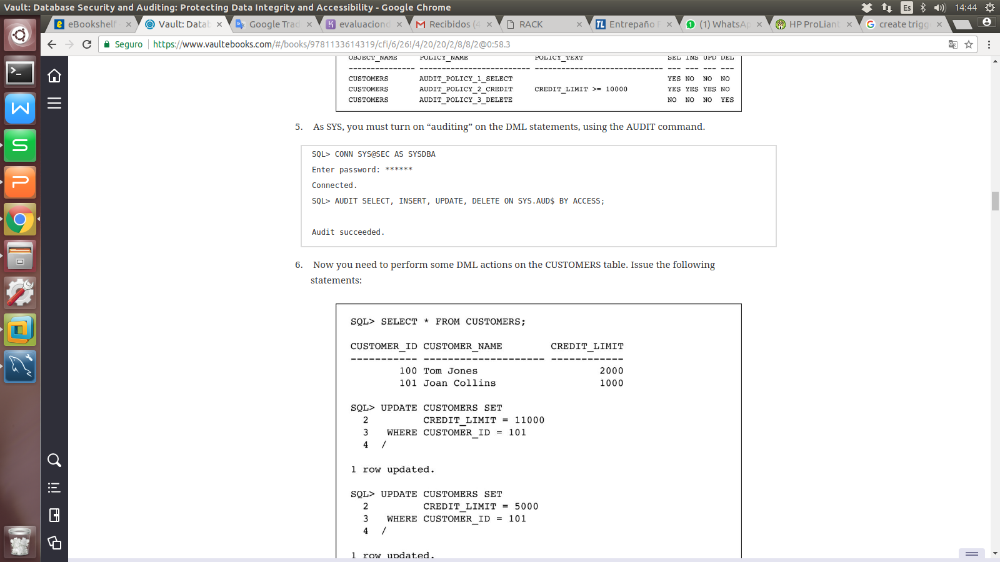 Vault: Database Security and Auditing: Protecting Data Integrity and Accessibility - Google Chrome
Es 14:44
eBookshelf
Vault: Datab
Google Trad
evaluaciond
Recibidos (4
RACK
Entrepaño F
(1) WhatsAp
HP ProLiant
create trigg
Seguro https://www.vaultebooks.com/#/books/9781133614319/cfi/6/26!/4/20/20/2/8/8/2@0:58.3
OBJECT_NAME POLICY_NAME POLICY_TEXT SEL INS UPD DEL
--------------- ------------------------- ----------------------------- --- --- --- ---
CUSTOMERS AUDIT_POLICY_1_SELECT YES NO NO NO
CUSTOMERS AUDIT_POLICY_2_CREDIT CREDIT_LIMIT >= 10000 YES YES YES NO
CUSTOMERS AUDIT_POLICY_3_DELETE NO NO NO YES
5. As SYS, you must turn on “auditing” on the DML statements, using the AUDIT command.
SQL> CONN SYS@SEC AS SYSDBA
Enter password: ******
Connected.
SQL> AUDIT SELECT, INSERT, UPDATE, DELETE ON SYS.AUD$ BY ACCESS;
Audit succeeded.
6. Now you need to perform some DML actions on the CUSTOMERS table. Issue the following
statements:
SQL> SELECT * FROM CUSTOMERS;
CUSTOMER_ID CUSTOMER_NAME CREDIT_LIMIT
----------- -------------------- ------------
100 Tom Jones 2000
101 Joan Collins 1000
SQL> UPDATE CUSTOMERS SET
2 CREDIT_LIMIT = 11000
3 WHERE CUSTOMER_ID = 101
4 /
1 row updated.
SQL> UPDATE CUSTOMERS SET
2 CREDIT_LIMIT = 5000
3 WHERE CUSTOMER_ID = 101
4 /
1 row updated.